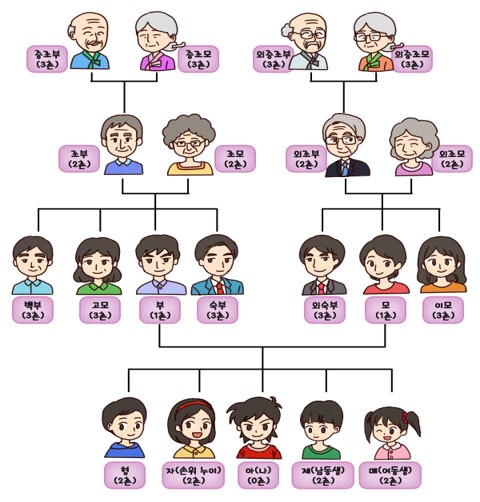 증조부
(3촌)
증조모
(3촌)
외증조부
(3촌)
외증조모
(3촌)
조부
(2촌)
조모
(2촌)
외조부
(2촌)
외조모
(2촌)
백부
(3촌)
고모
(3촌)
부
(1촌)
숙부
(3촌)
외숙부
(3촌)
모
(1촌)
이모
(3촌)
형
(2촌)
자(손위 누이)
(2촌)
아(나)
(0촌)
제(남동생)
(2촌)
매(여동생)
(2촌)